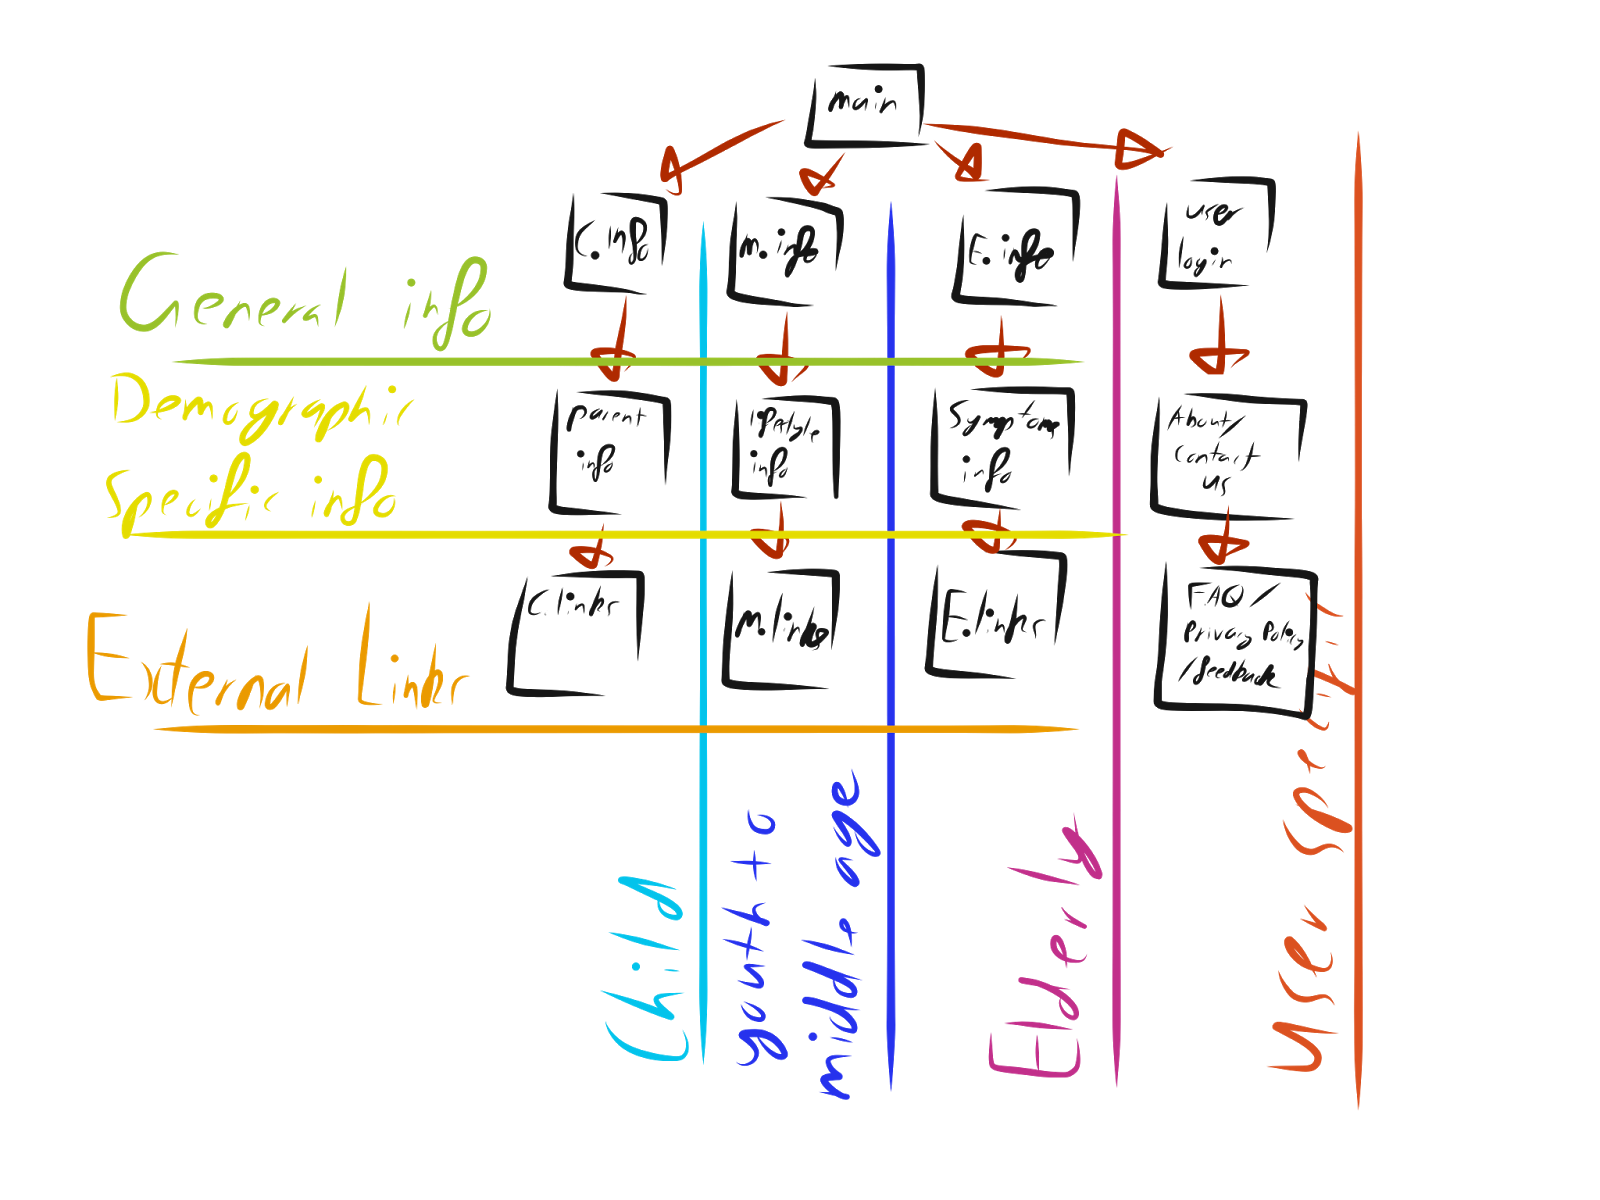 main
C.info
m.info
E.info
user
login
General info
Demographic
Specific info
parent
info
lifestyle
info
Symptoms
info
About/
Contact
us
External Links
C.links
M.links
E.links
FAQ/
Privacy Policy
/feedback
Child
youth to
middle age
Elderly
User specific